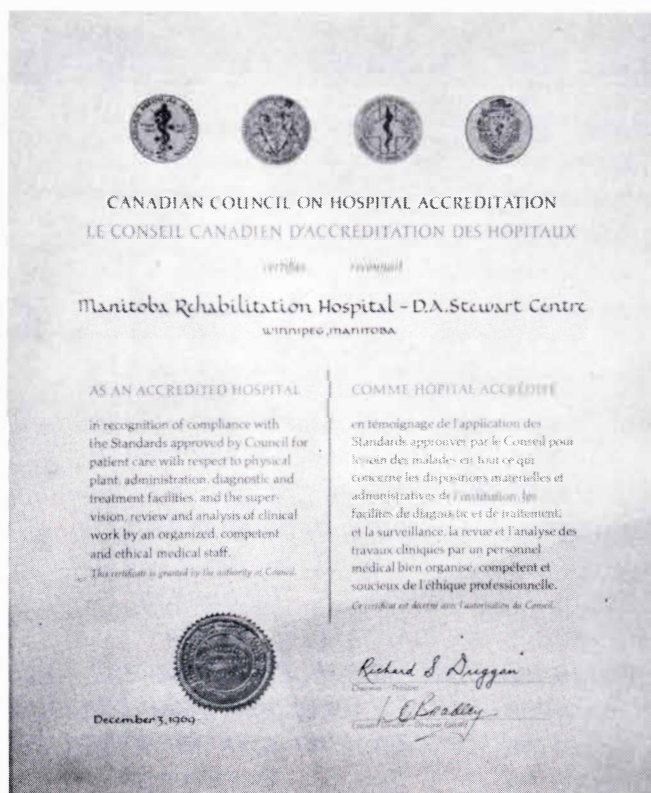 CANADIAN COUNCIL ON HOSPITAL ACCREDITATION
LE CONSEIL CANADIEN D'ACCRÉDITATION DES HÔPITAUX
certifies reconnaît
Manitoba Rehabilitation Hospital - D.A. Stewart Centre
WINNIPEG, MANITOBA
AS AN ACCREDITED HOSPITAL
in recognition of compliance with
the Standards approved by Council for
patient care with respect to physical
plant, administration, diagnostic and
treatment facilities, and the super-
vision, review and analysis of clinical
work by an organized, competent
and ethical medical staff.
This certificate is granted by the authority of Council.
COMME HÔPITAL ACCRÉDITÉ
en témoignage de l'application des
Standards approuvés par le Conseil pour
le soin des malades en tout ce qui
concerne les dispositions matérielles et
administratives de l'institution, les
facilités de diagnostic et de traitement,
et la surveillance, la revue et l'analyse des
travaux cliniques par un personnel
médical bien organisé, compétent et
soucieux de l'éthique professionnelle.
Ce certificat est décerné avec l'autorisation du Conseil.
Richard S Duggan
Chairman - Président
L O Bradley
December 3, 1969